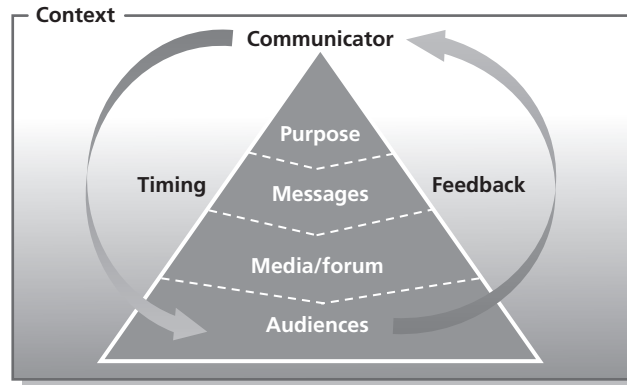 Context
Communicator
Purpose
Timing
Messages
Feedback
Media/forum
Audiences